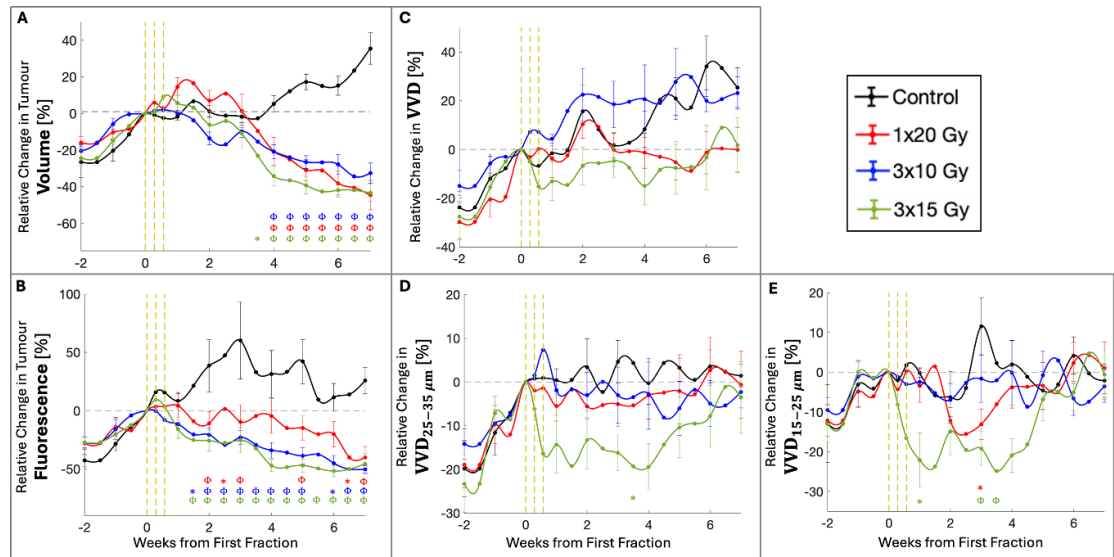 A
Relative Change in Tumour
Volume [%]
40
20
0
-20
-40
-60
-2 0 2 4 6
Φ Φ Φ Φ Φ Φ Φ
Φ Φ Φ Φ Φ Φ Φ
* Φ Φ Φ Φ Φ Φ Φ
C
Relative Change in VVD [%]
40
20
0
-20
-40
-2 0 2 4 6
Control
1x20 Gy
3x10 Gy
3x15 Gy
B
Relative Change in Tumour
Fluorescence [%]
100
50
0
-50
-2 0 2 4 6
Φ * Φ Φ * Φ
* Φ Φ Φ Φ Φ Φ Φ * Φ Φ
Φ Φ Φ Φ Φ Φ Φ Φ Φ Φ Φ Φ
Weeks from First Fraction
D
Relative Change in
VVD25−35 μm [%]
20
10
0
-10
-20
-30
*
-2 0 2 4 6
Weeks from First Fraction
E
Relative Change in
VVD15−25 μm [%]
20
10
0
-10
-20
-30
*
* Φ Φ
-2 0 2 4 6
Weeks from First Fraction